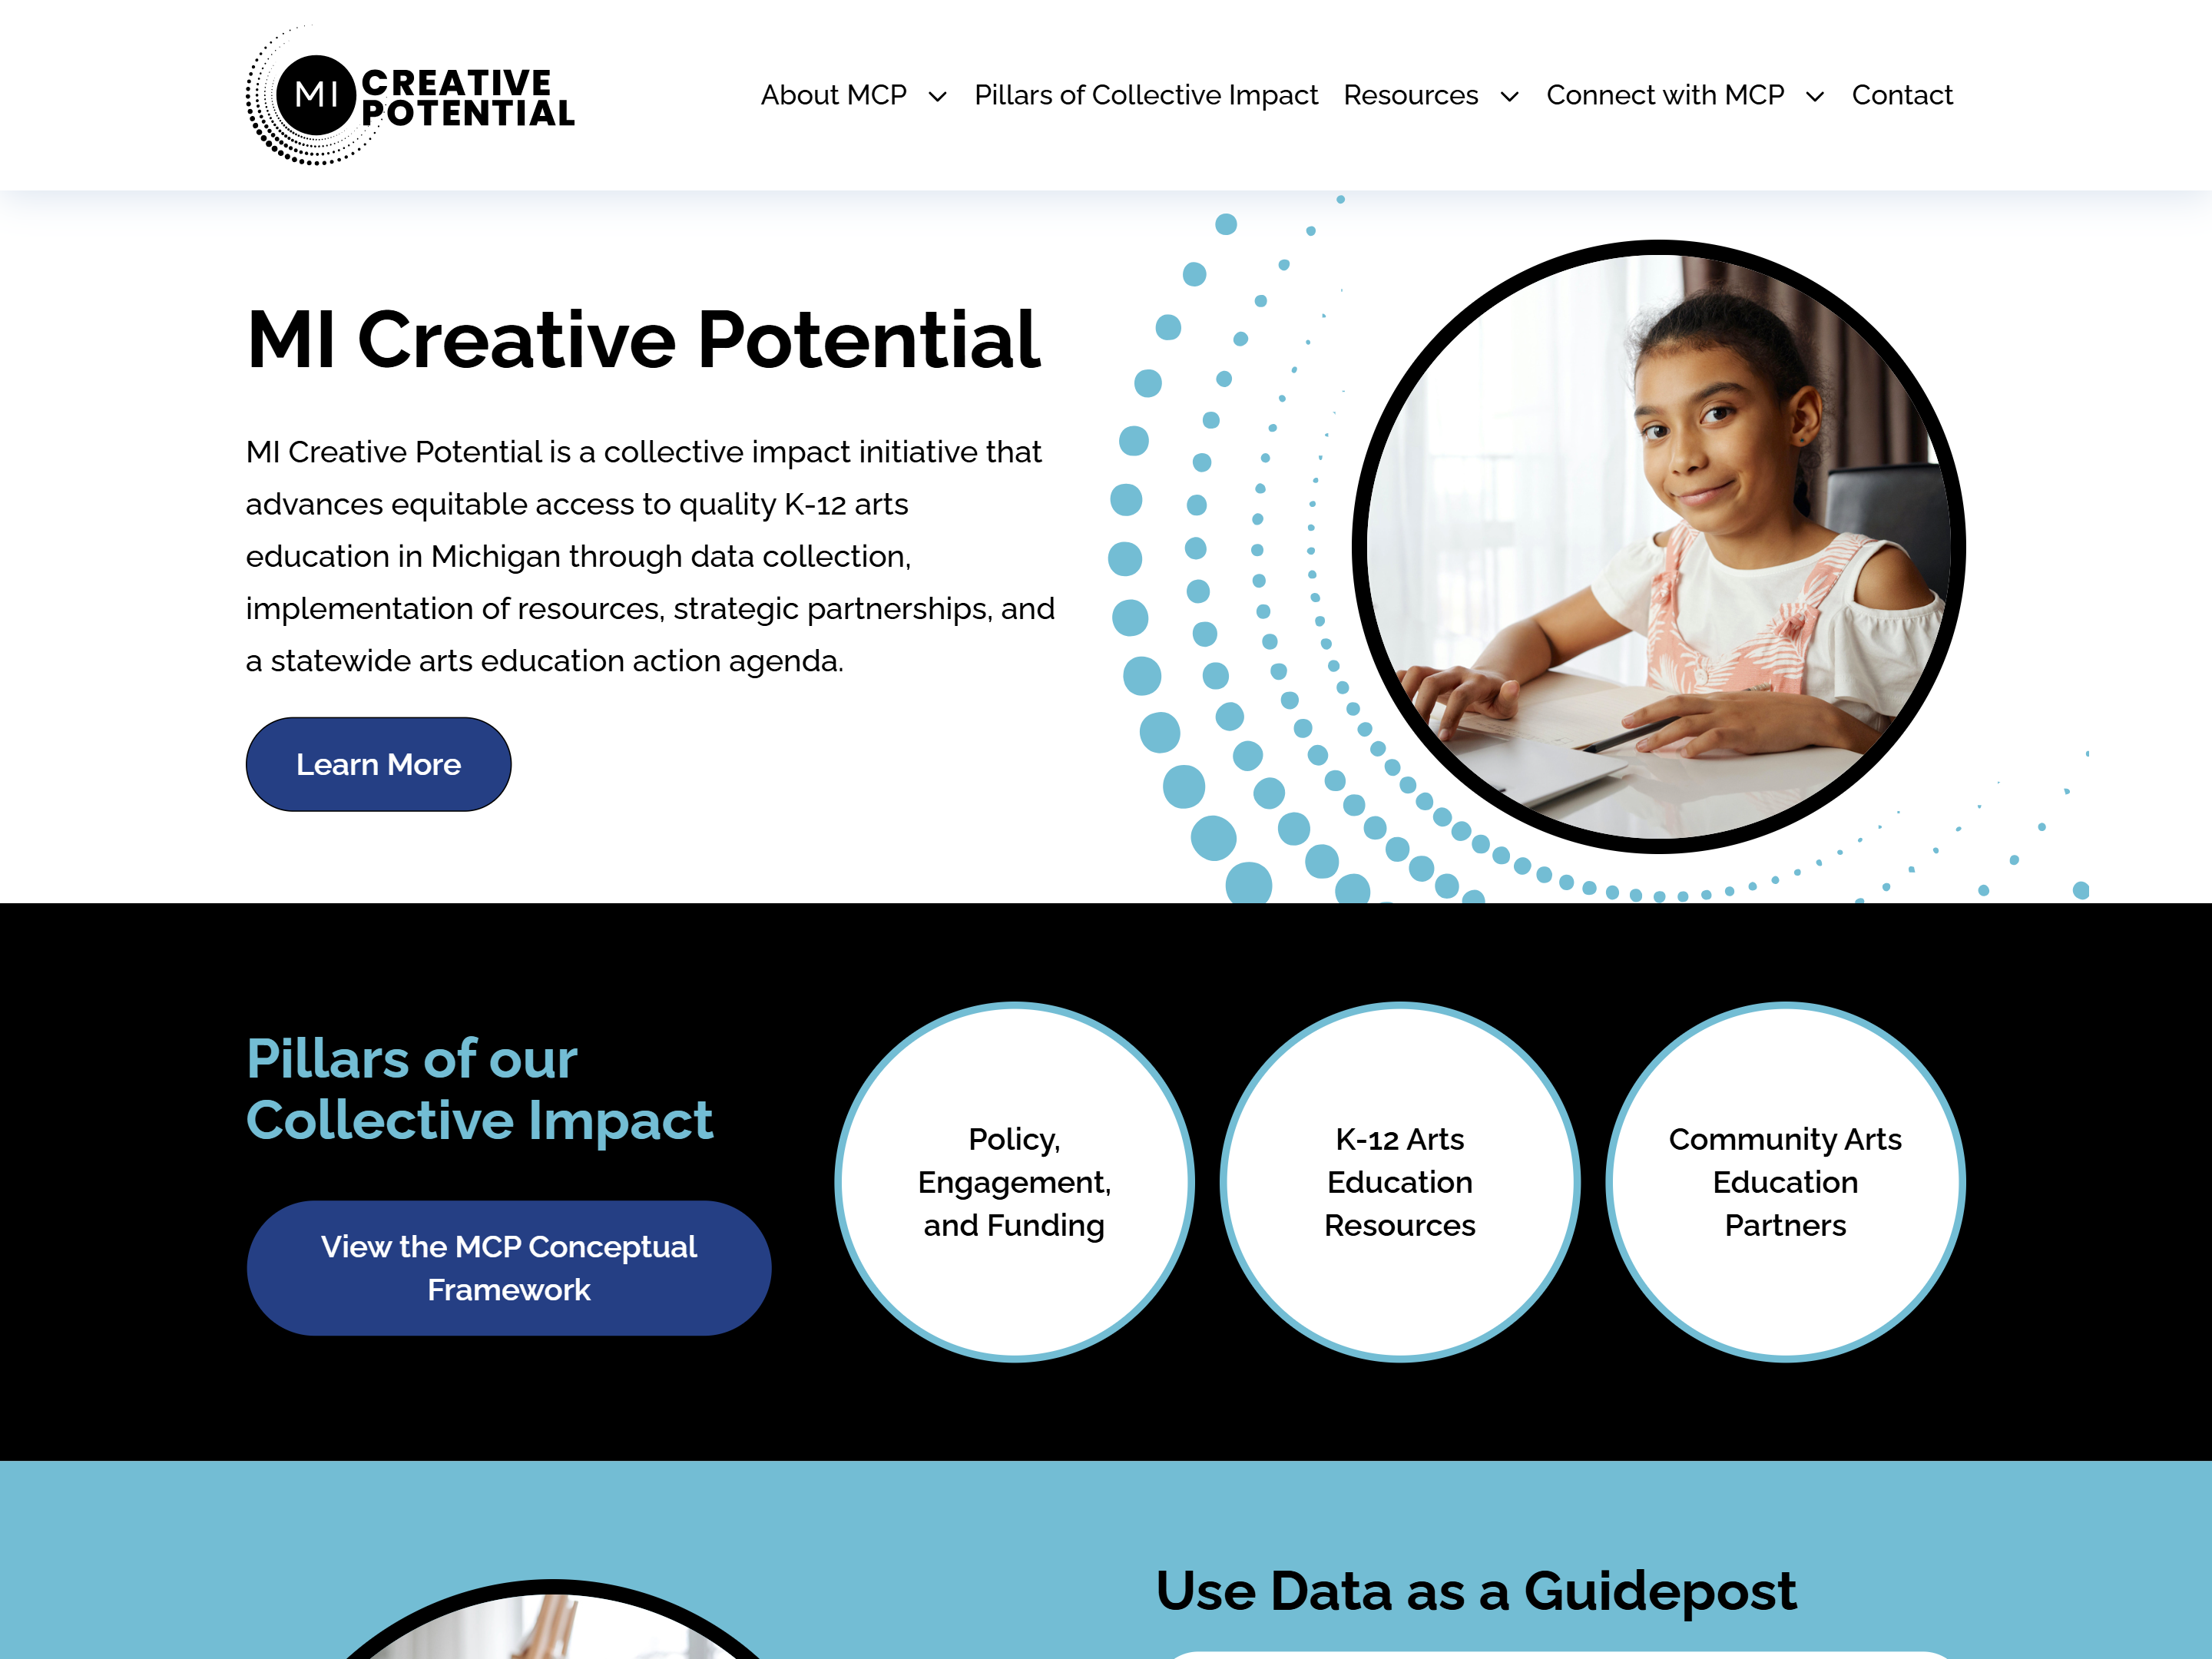 MI
CREATIVE
POTENTIAL
About MCP
Pillars of Collective Impact
Resources
Connect with MCP
Contact
MI Creative Potential
MI Creative Potential is a collective impact initiative that
advances equitable access to quality K-12 arts
education in Michigan through data collection,
implementation of resources, strategic partnerships, and
a statewide arts education action agenda.
Learn More
Pillars of our
Collective Impact
View the MCP Conceptual
Framework
Policy,
Engagement,
and Funding
K-12 Arts
Education
Resources
Community Arts
Education
Partners
Use Data as a Guidepost